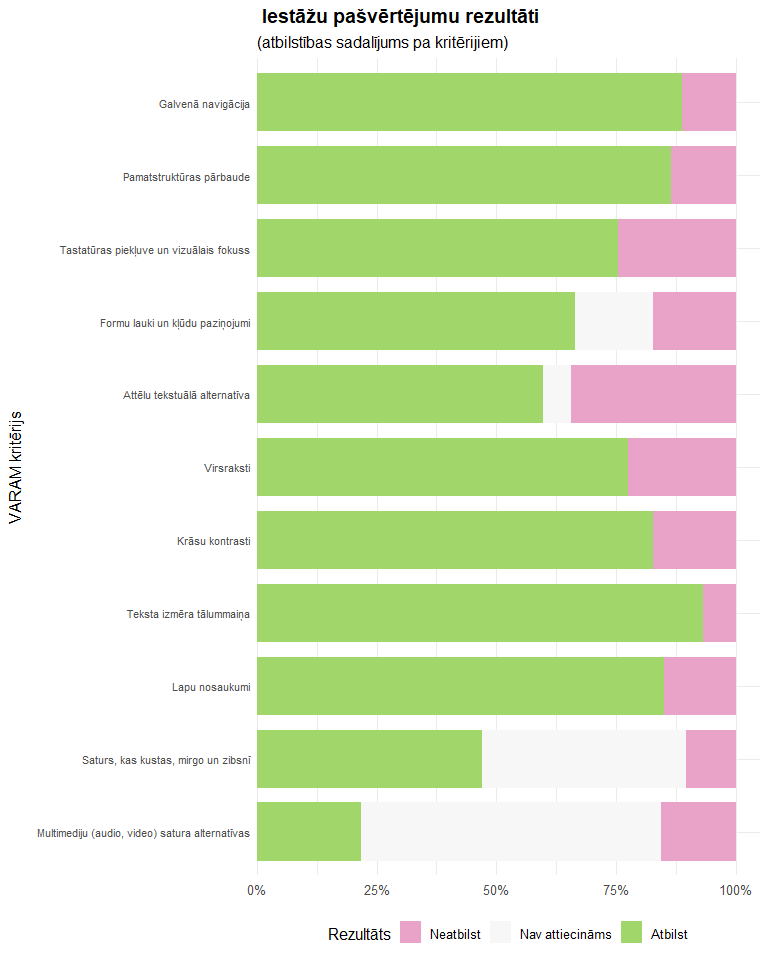 Iestāžu pašvērtējumu rezultāti
(atbilstības sadalījums pa kritērijiem)
VARAM kritērijs
Galvenā navigācija
Pamatstruktūras pārbaude
Tastatūras piekļuve un vizuālais fokuss
Formu lauki un kļūdu paziņojumi
Attēlu tekstuālā alternatīva
Virsraksti
Krāsu kontrasti
Teksta izmēra tālummaiņa
Lapu nosaukumi
Saturs, kas kustas, mirgo un zibsnī
Multimediju (audio, video) satura alternatīvas
0% 25% 50% 75% 100%
Rezultāts Neatbilst Nav attiecināms Atbilst